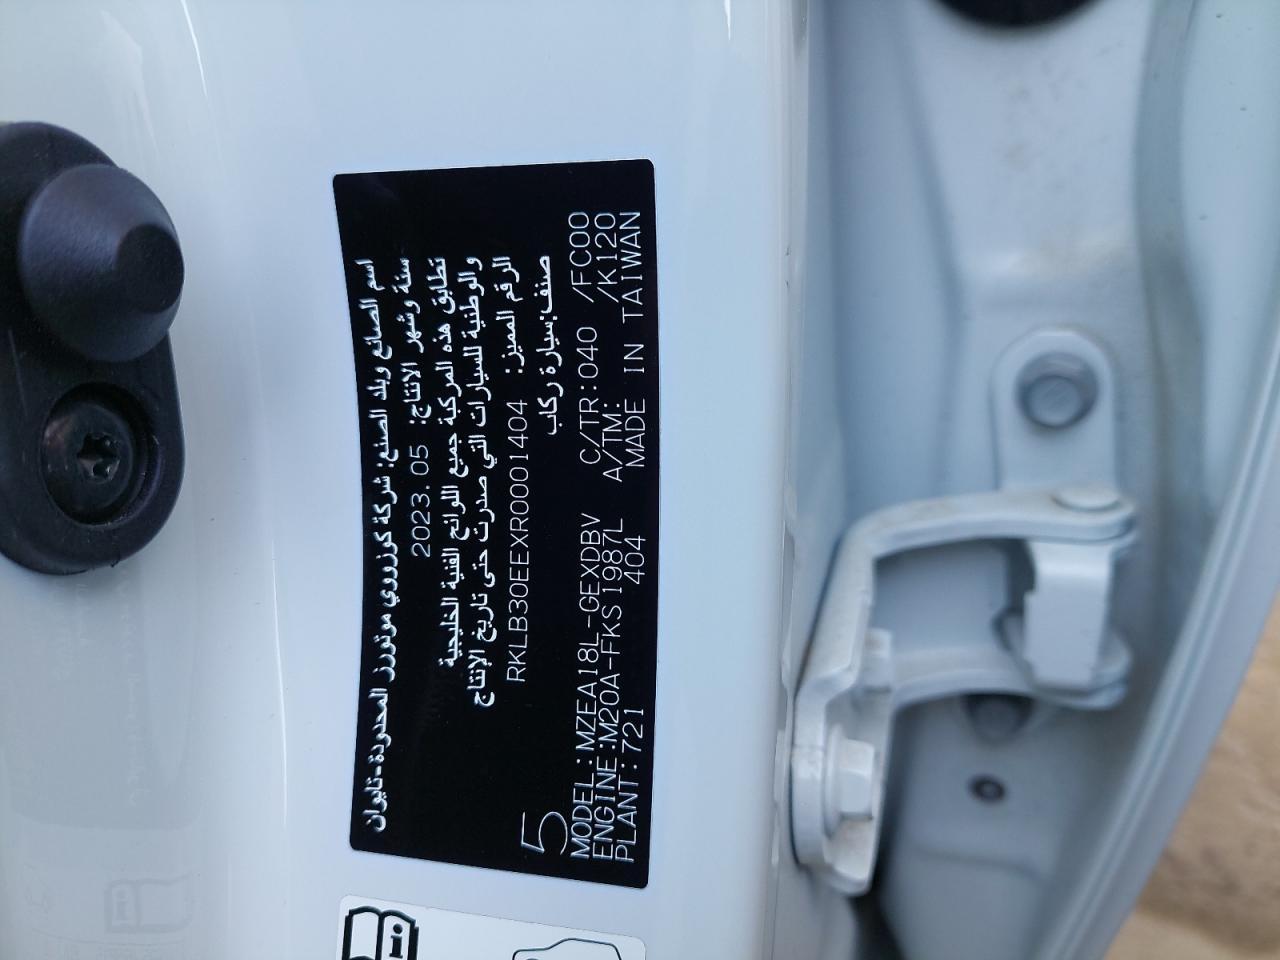 اسم الصانع وبلد الصنع: شركة كوزروي موتورز المحدودة-تايوان
سنة وشهر الانتاج: 2023.05
تطابق هذه المركبة جميع اللوائح الفنية الخليجية
والوطنية للسيارات التي صدرت حتى تاريخ الإنتاج
الرقم المميز: RKLB30EEXR0001404
صنف:سيارة ركاب
5
MODEL:MZEA18L-GEXDBV C/TR:040 /FC00
ENGINE:M20A-FKS 1987L A/TM: /K120
PLANT:721 404 MADE IN TAIWAN